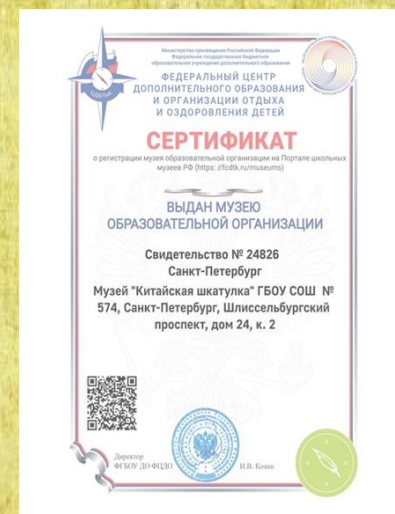 Министерство просвещения Российской Федерации
Федеральное государственное бюджетное
образовательное учреждение дополнительного образования
ФЕДЕРАЛЬНЫЙ ЦЕНТР
ДОПОЛНИТЕЛЬНОГО ОБРАЗОВАНИЯ
И ОРГАНИЗАЦИИ ОТДЫХА
И ОЗДОРОВЛЕНИЯ ДЕТЕЙ
СЕРТИФИКАТ
о регистрации музея образовательной организации на Портале школьных
музеев РФ (https: //fcdtk.ru/museums)
ВЫДАН МУЗЕЮ
ОБРАЗОВАТЕЛЬНОЙ ОРГАНИЗАЦИИ
Свидетельство № 24826
Санкт-Петербург
Музей "Китайская шкатулка" ГБОУ СОШ №
574, Санкт-Петербург, Шлиссельбургский
проспект, дом 24, к. 2
Директор
ФГБОУ ДО ФЦДО И.В. Козин